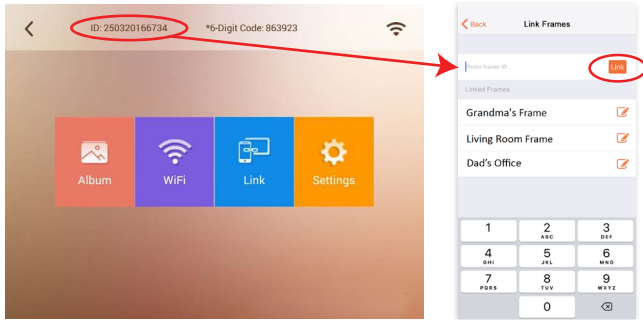 ID: 250320166734 *6-Digit Code: 863923
Album WiFi Link Settings
Back Link Frames
Photo frame ID Link
Linked Frames
Grandma's Frame
Living Room Frame
Dad's Office
1 2 3
ABC DEF
4 5 6
GHI JKL MNO
7 8 9
PQRS TUV WXYZ
0